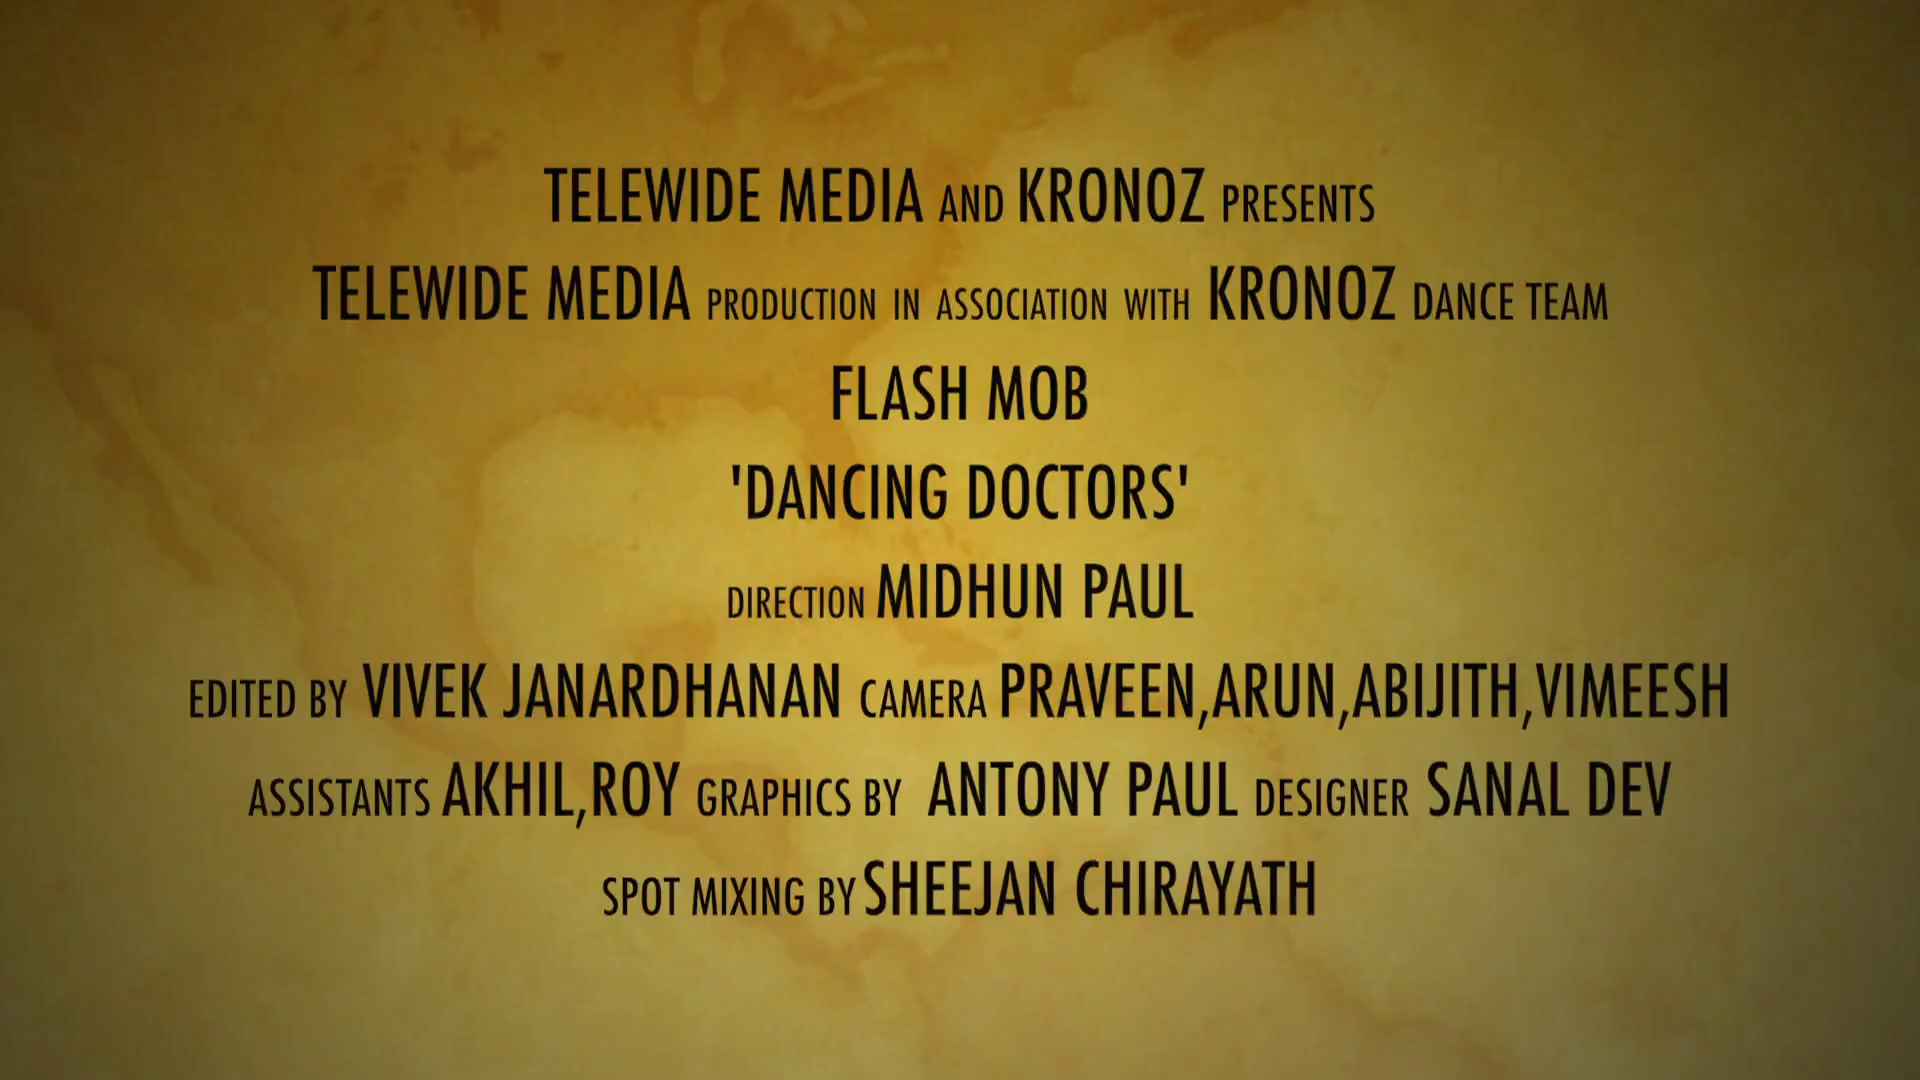 TELEWIDE MEDIA AND KRONOZ PRESENTS
TELEWIDE MEDIA PRODUCTION IN ASSOCIATION WITH KRONOZ DANCE TEAM
FLASH MOB
'DANCING DOCTORS'
DIRECTION MIDHUN PAUL
EDITED BY VIVEK JANARDHANAN CAMERA PRAVEEN,ARUN,ABIJITH,VIMEESH
ASSISTANTS AKHIL,ROY GRAPHICS BY ANTONY PAUL DESIGNER SANAL DEV
SPOT MIXING BY SHEEJAN CHIRAYATH